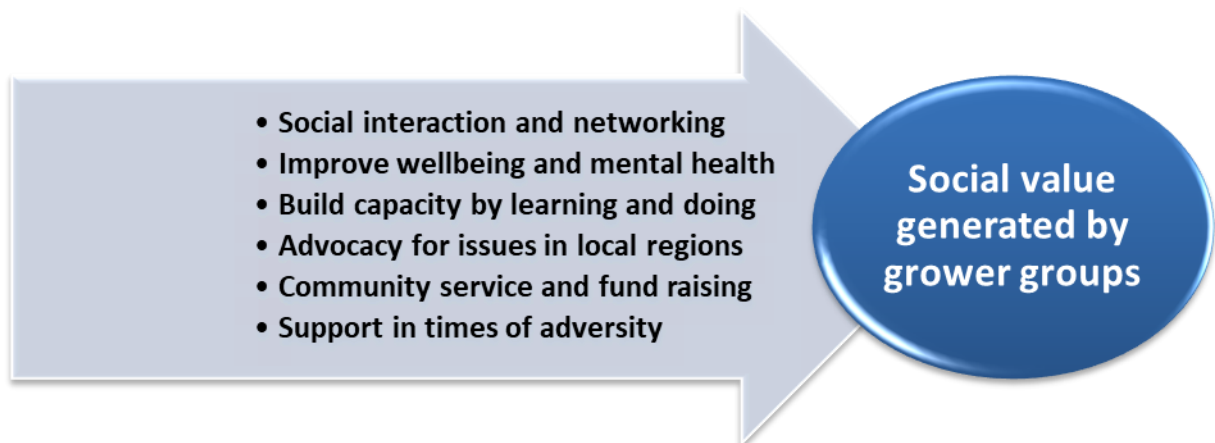 • Social interaction and networking
• Improve wellbeing and mental health
• Build capacity by learning and doing
• Advocacy for issues in local regions
• Community service and fund raising
• Support in times of adversity
Social value
generated by
grower groups